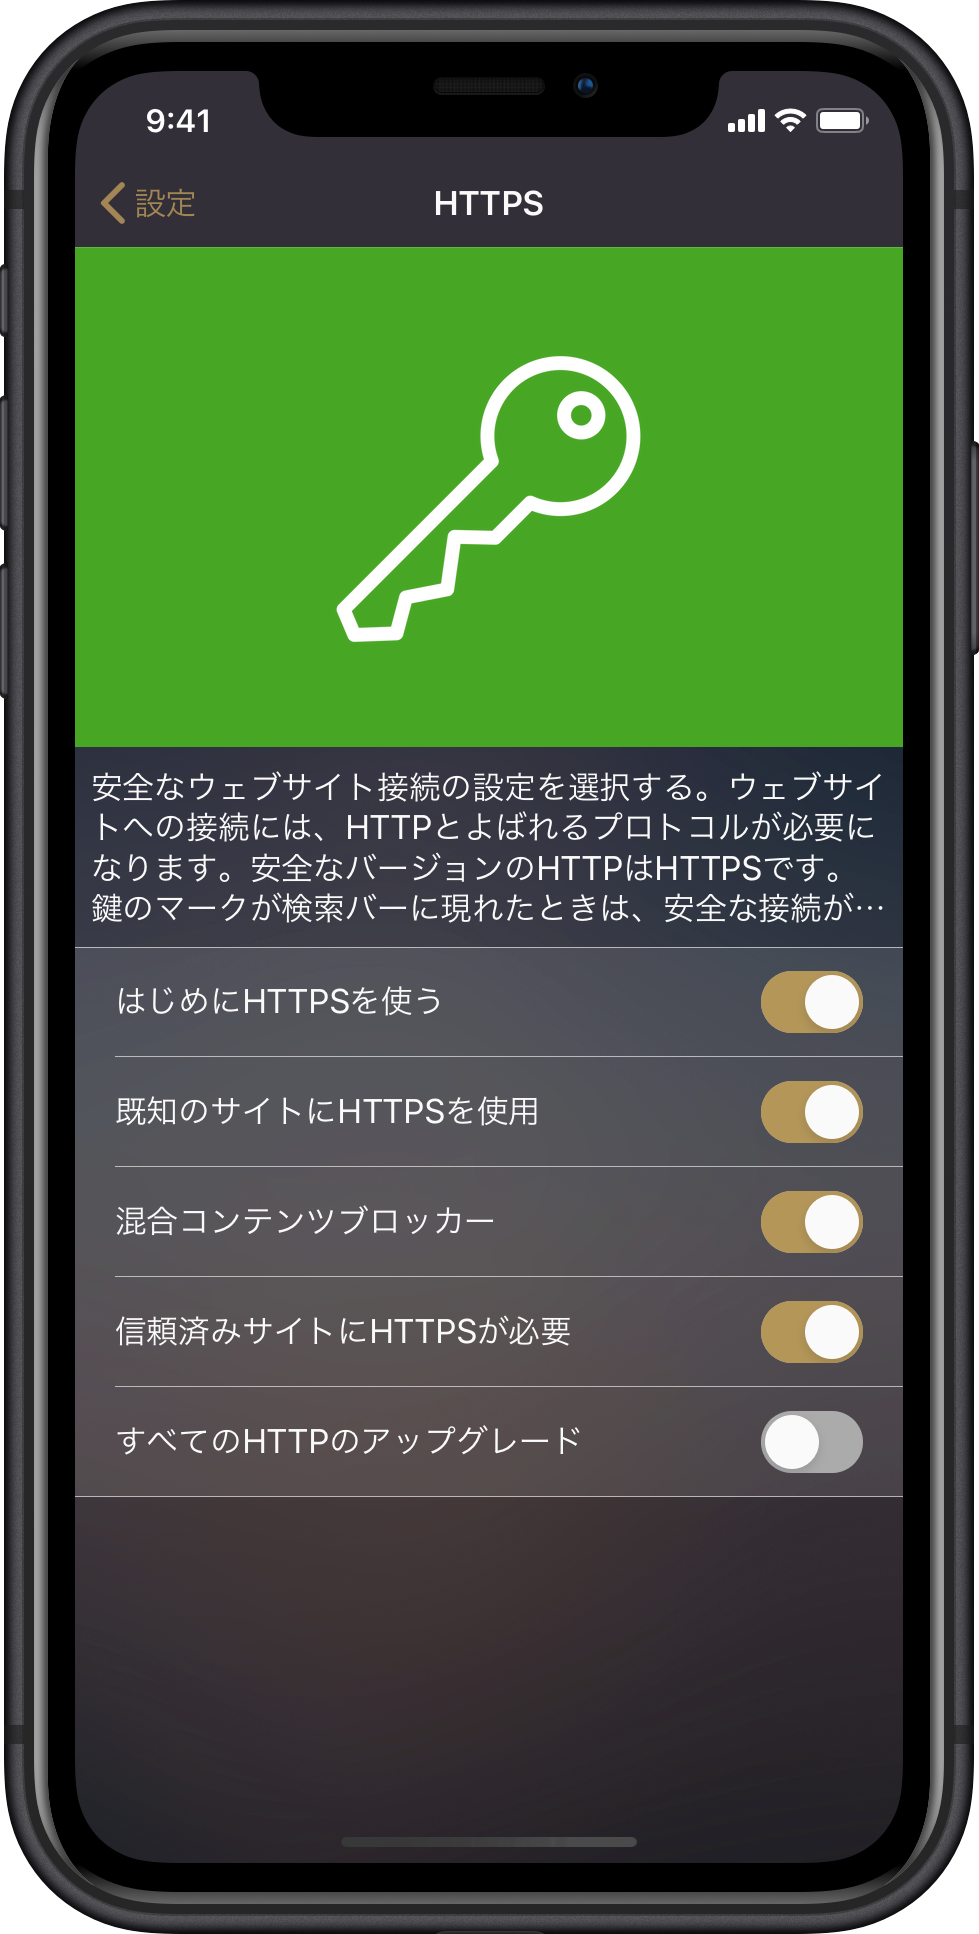 9:41
設定
HTTPS
安全なウェブサイト接続の設定を選択する。ウェブサイ
トへの接続には、HTTPとよばれるプロトコルが必要に
なります。安全なバージョンのHTTPはHTTPSです。
鍵のマークが検索バーに現れたときは、安全な接続が…
はじめにHTTPSを使う
既知のサイトにHTTPSを使用
混合コンテンツブロッカー
信頼済みサイトにHTTPSが必要
すべてのHTTPのアップグレード